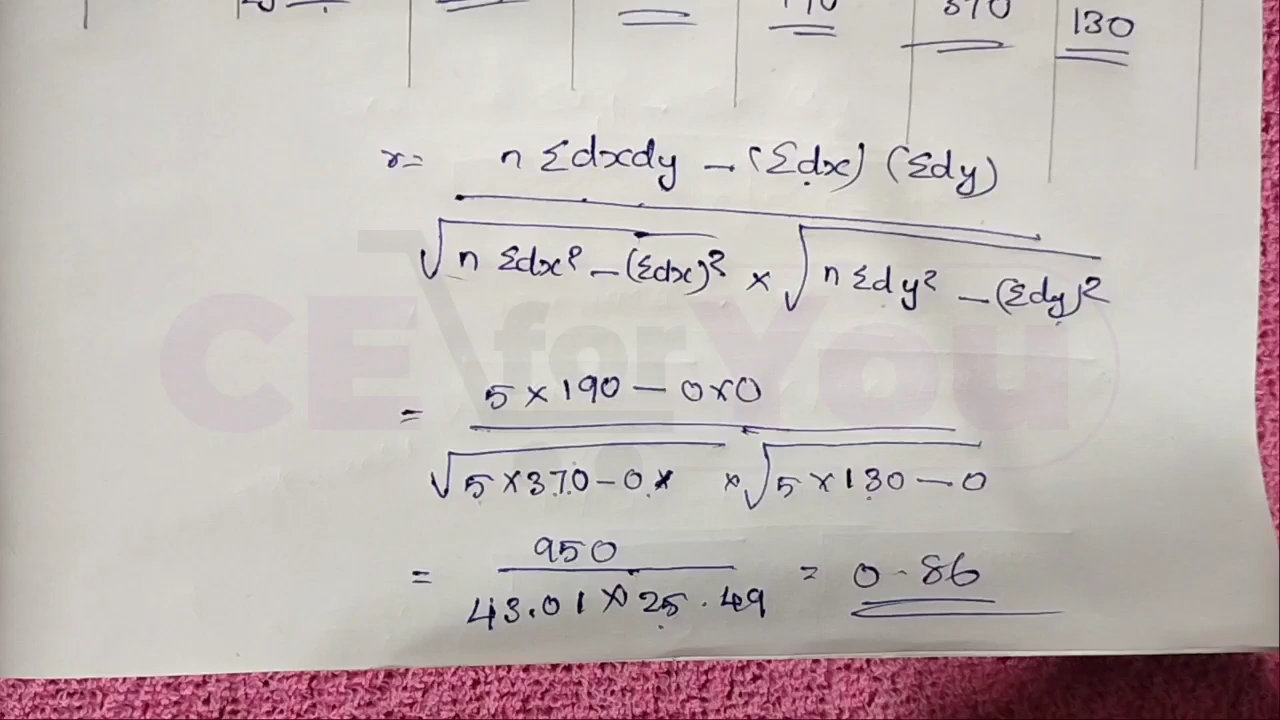 130
r= n Σdxdy - (Σdx) (Σdy)
√n Σdx² - (Σdx)² × √n Σdy² - (Σdy)²
CE for You
= 5 × 190 - 0×0
√5 × 370 - 0 × × √5 × 130 - 0
= 950
43.01 × 25.49 = 0.86